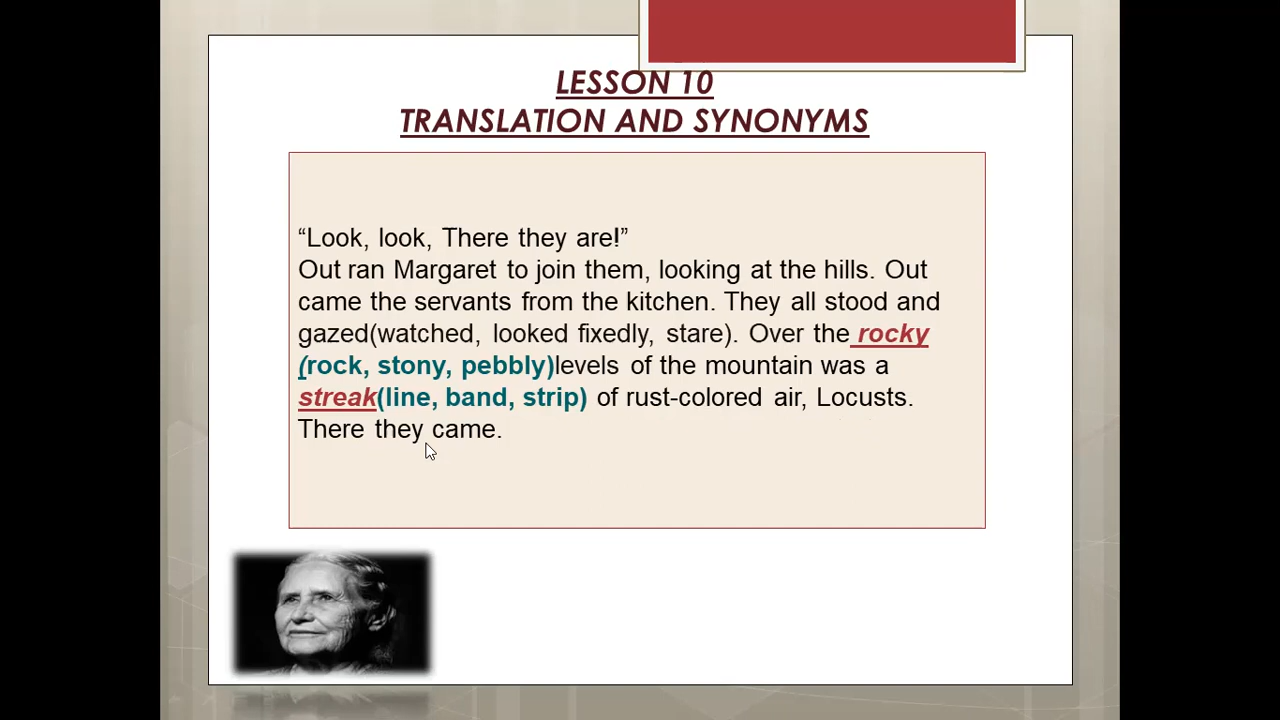 LESSON 10
TRANSLATION AND SYNONYMS
“Look, look, There they are!”
Out ran Margaret to join them, looking at the hills. Out
came the servants from the kitchen. They all stood and
gazed(watched, looked fixedly, stare). Over the rocky
(rock, stony, pebbly)levels of the mountain was a
streak(line, band, strip) of rust-colored air, Locusts.
There they came.